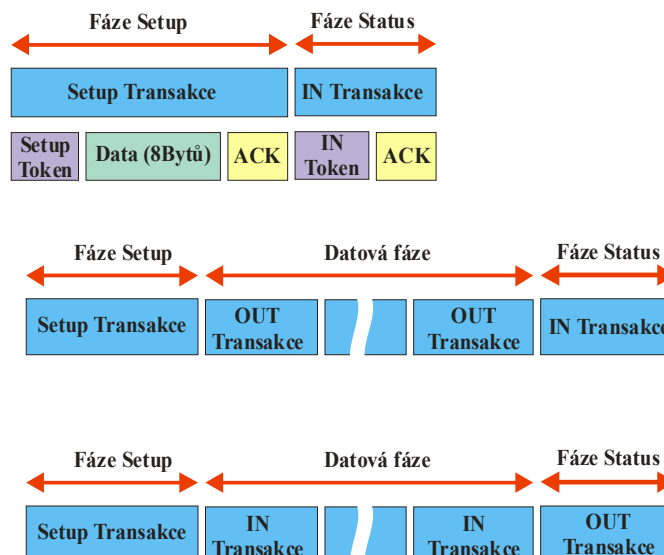 Fáze Setup Fáze Status
Setup Transakce IN Transakce
Setup Token Data (8Bytů) ACK IN Token ACK
Fáze Setup Datová fáze Fáze Status
Setup Transakce OUT Transakce OUT Transakce IN Transakce
Fáze Setup Datová fáze Fáze Status
Setup Transakce IN Transakce IN Transakce OUT Transakce